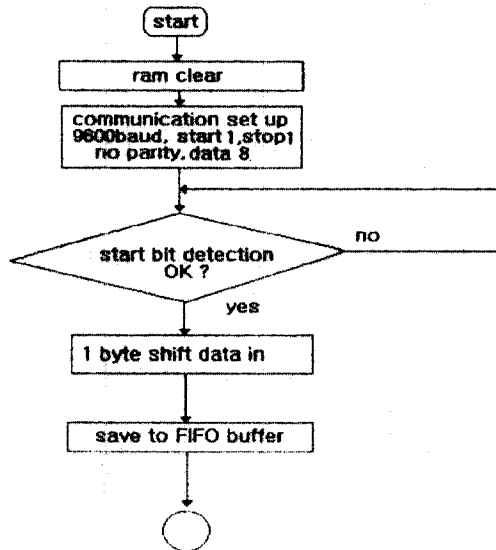 start
ram clear
communication set up
9600baud, start 1,stop1
no parity, data 8
no
start bit detection
OK ?
yes
1 byte shift data in
save to FIFO buffer